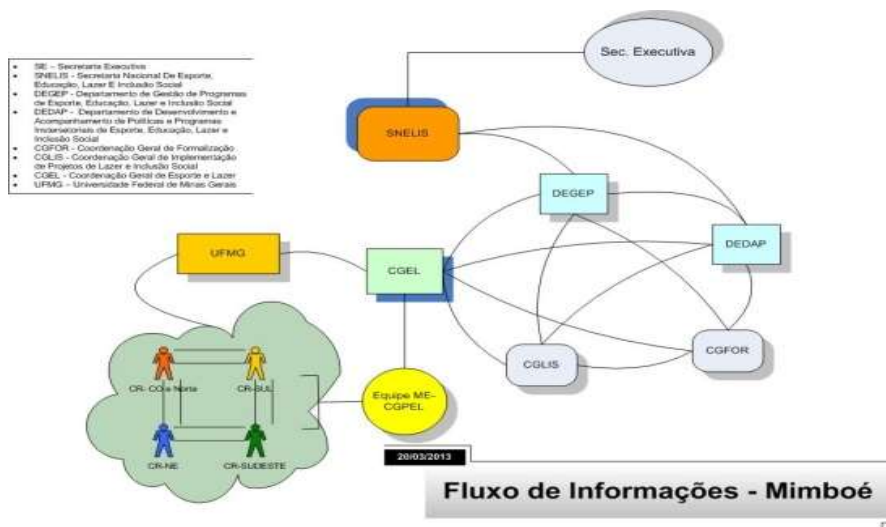 SE – Secretaria Executiva
SNELIS - Secretaria Nacional De Esporte,
Educação, Lazer E Inclusão Social
DEGEP - Departamento de Gestão de Programas
de Esporte, Educação, Lazer e Inclusão Social
DEDAP - Departamento de Desenvolvimento e
Acompanhamento de Políticas e Programas
Intersetoriais de Esporte, Educação, Lazer e
Inclusão Social
CGFOR - Coordenação Geral de Formalização
CGLIS - Coordenação Geral de Implementação
de Projetos de Lazer e Inclusão Social
CGEL - Coordenação Geral de Esporte e Lazer
UFMG – Universidade Federal de Minas Gerais
Sec. Executiva
SNELIS
DEGEP
DEDAP
UFMG
CGEL
CGLIS
CGFOR
CR- CO e Norte
CR-SUL
CR-NE
CR-SUDESTE
Equipe ME-
CGPEL
20/03/2013
Fluxo de Informações - Mimboé